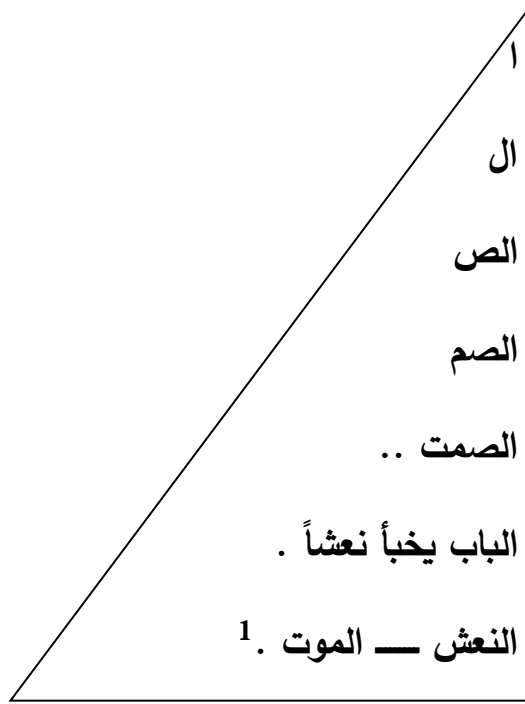 ا
ال
الص
الصم
الصمت ..
الباب يخبأ نعشاً .
النعش ــــ الموت .1